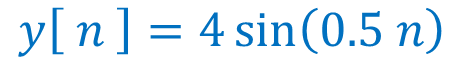 y[ n ] = 4 sin(0.5 n)